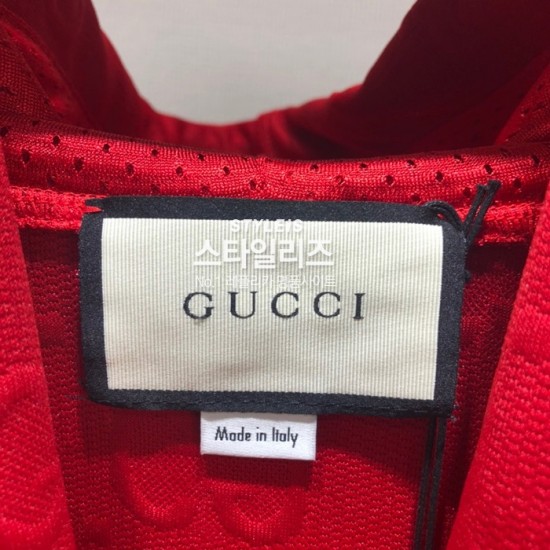 STYLEIS
스타일리즈
GUCCI
Made in Italy